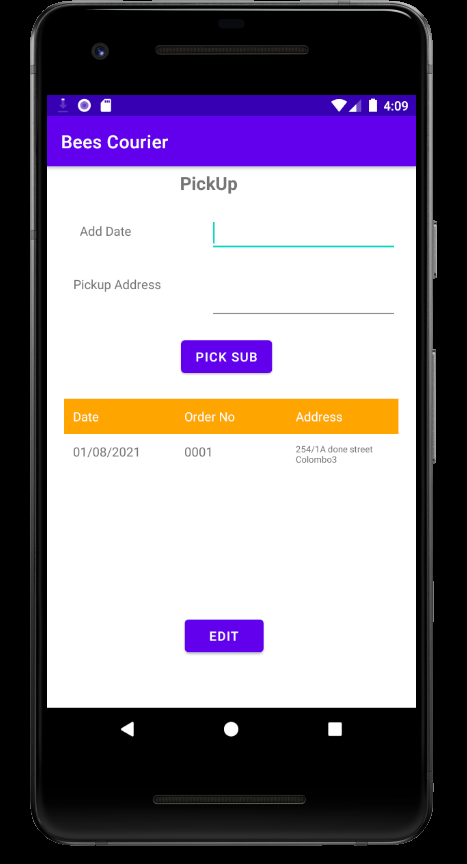 4:09
Bees Courier
PickUp
Add Date
Pickup Address
PICK SUB
Date Order No Address
01/08/2021 0001 254/1A done street
Colombo3
EDIT